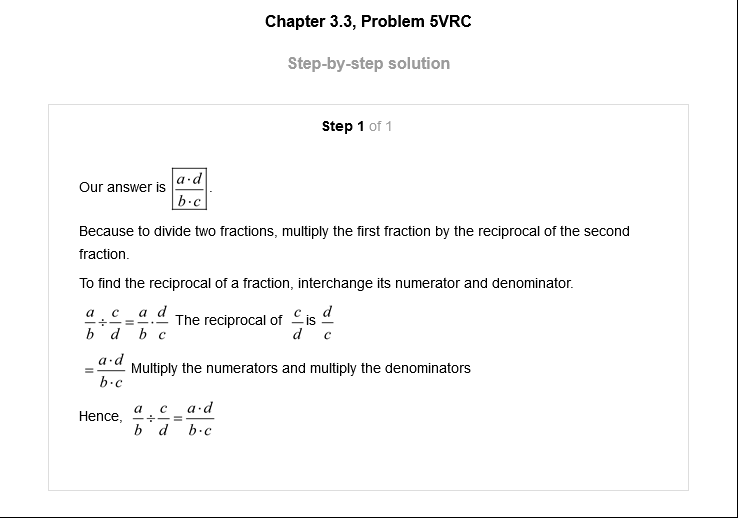 Chapter 3.3, Problem 5VRC
Step-by-step solution
Step 1 of 1
Our answer is \frac{a \cdot d}{b \cdot c}.
Because to divide two fractions, multiply the first fraction by the reciprocal of the second
fraction.
To find the reciprocal of a fraction, interchange its numerator and denominator.
\frac{a}{b} ÷ \frac{c}{d} = \frac{a}{b} \cdot \frac{d}{c} The reciprocal of \frac{c}{d} is \frac{d}{c}
= \frac{a \cdot d}{b \cdot c} Multiply the numerators and multiply the denominators
Hence, \frac{a}{b} ÷ \frac{c}{d} = \frac{a \cdot d}{b \cdot c}